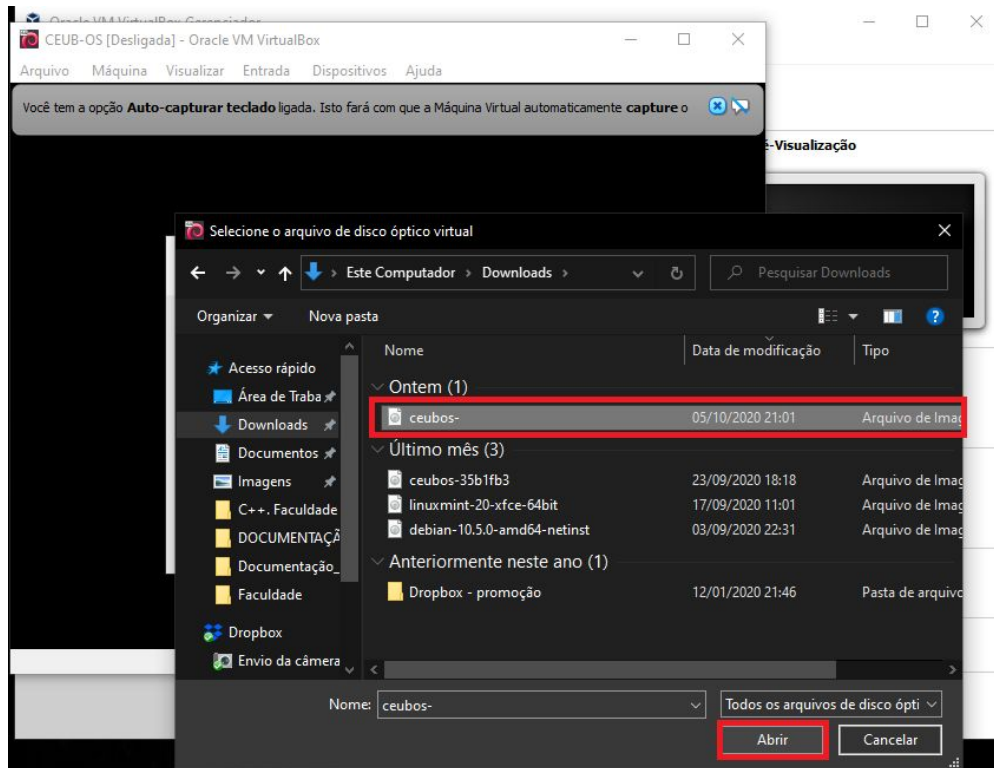 Oracle VM VirtualBox Gerenciador
CEUB-OS [Desligada] - Oracle VM VirtualBox
Arquivo Máquina Visualizar Entrada Dispositivos Ajuda
Você tem a opção Auto-capturar teclado ligada. Isto fará com que a Máquina Virtual automaticamente capture o
é-Visualização
Selecione o arquivo de disco óptico virtual
Este Computador > Downloads >
Pesquisar Downloads
Organizar
Nova pasta
Nome Data de modificação Tipo
Acesso rápido
Área de Traba
Downloads
Documentos
Imagens
C++. Faculdade
DOCUMENTAÇÃ
Documentação_
Faculdade
Dropbox
Envio da câmera
Ontem (1)
ceubos- 05/10/2020 21:01 Arquivo de Imag
Último mês (3)
ceubos-35b1fb3 23/09/2020 18:18 Arquivo de Imag
linuxmint-20-xfce-64bit 17/09/2020 11:01 Arquivo de Imag
debian-10.5.0-amd64-netinst 03/09/2020 22:31 Arquivo de Imag
Anteriormente neste ano (1)
Dropbox - promoção 12/01/2020 21:46 Pasta de arquivo
Nome: ceubos-
Todos os arquivos de disco ópti
Abrir Cancelar